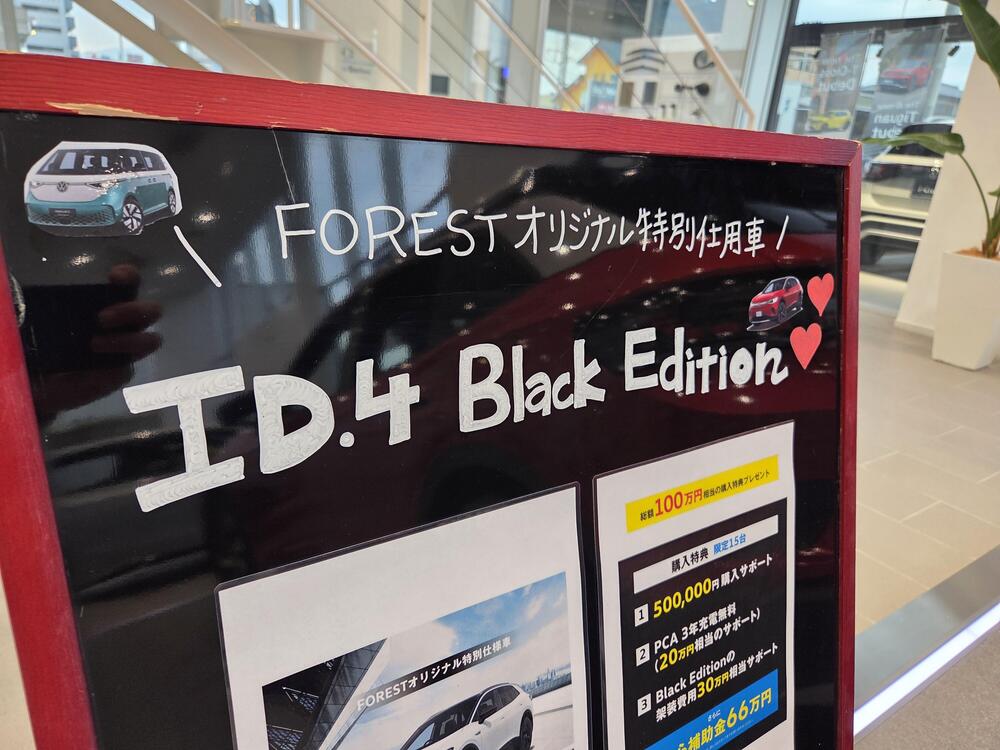 FOREST オリジナル特別仕用車
ID.4 Black Edition
総額100万円相当の購入特典プレゼント
購入特典 限定15台
1 500,000円 購入サポート
2 PCA 3年充電無料
(20万円相当のサポート)
3 Black Editionの
架装費用30万円相当サポート
さらに
補助金66万円
FORESTオリジナル特別仕様車
Tiguan